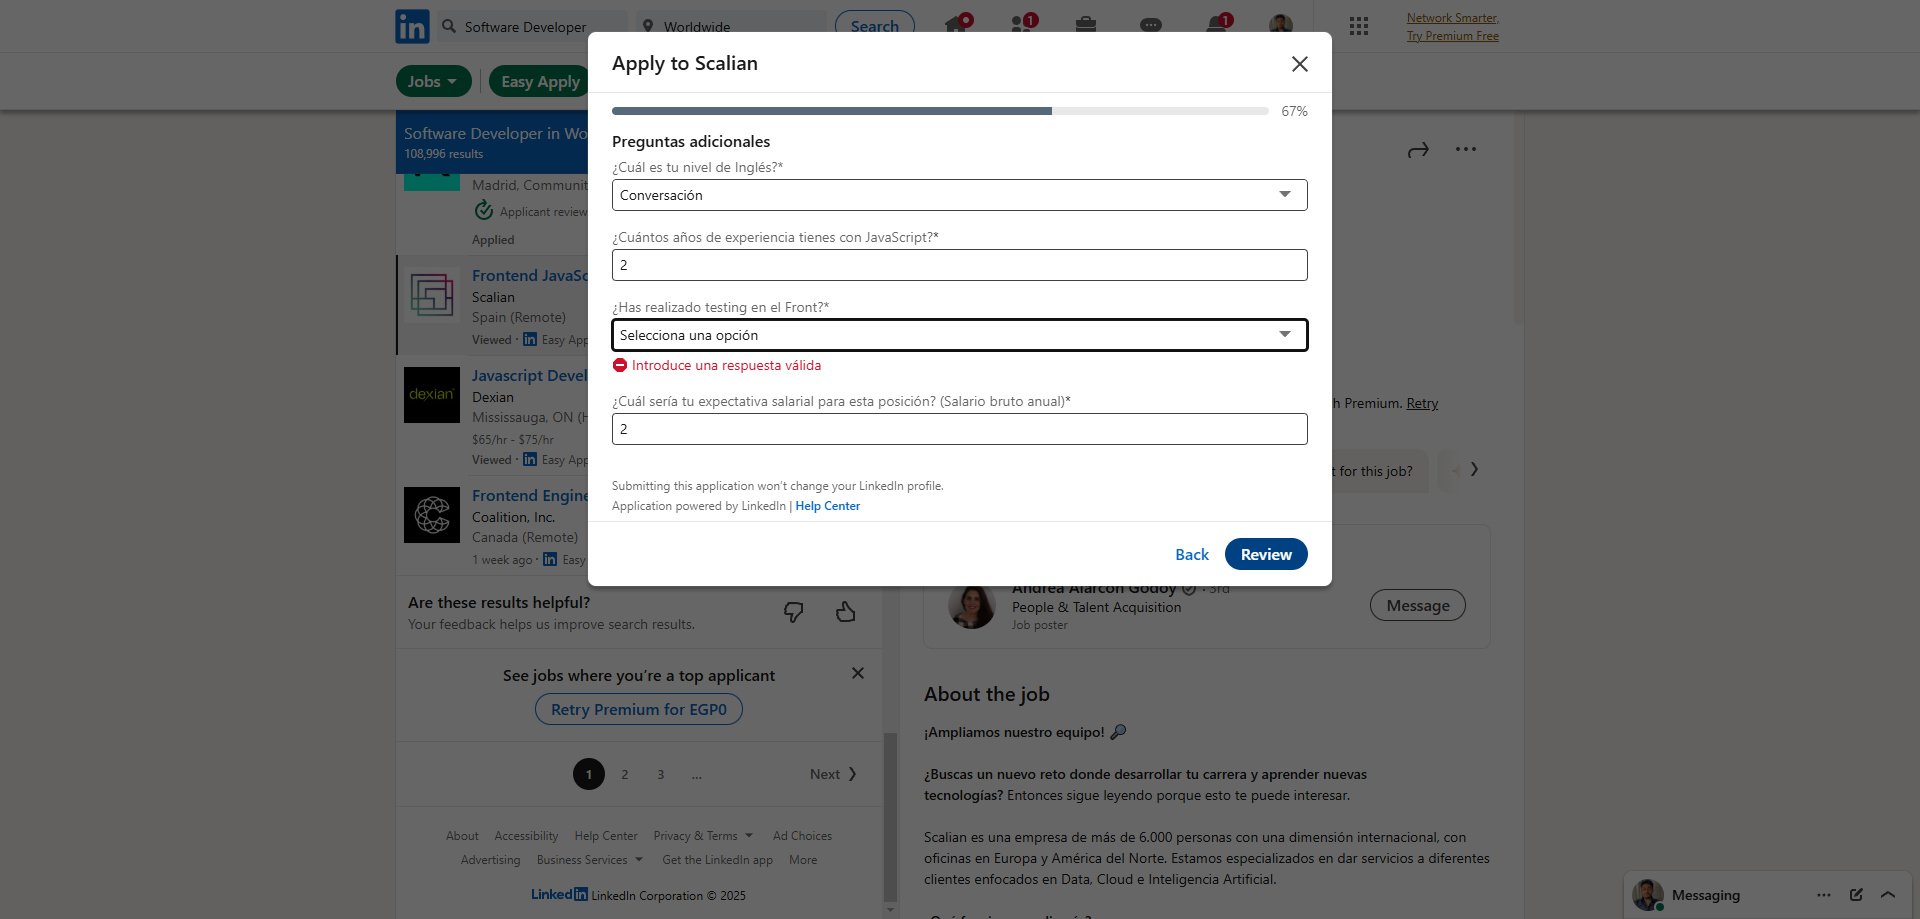 Software Developer
Worldwide
Search
1
1
Network Smarter,
Try Premium Free
Jobs
Easy Apply
Software Developer in Wo
108,996 results
Madrid, Communit
Applicant review
Applied
Frontend JavaSc
Scalian
Spain (Remote)
Viewed · in Easy App
dexian
Javascript Devel
Dexian
Mississauga, ON (H
$65/hr - $75/hr
Viewed · in Easy App
Frontend Engine
Coalition, Inc.
Canada (Remote)
1 week ago · in Easy
Are these results helpful?
Your feedback helps us improve search results.
See jobs where you’re a top applicant
Retry Premium for EGP0
1 2 3 ... Next
About Accessibility Help Center Privacy & Terms Ad Choices
Advertising Business Services Get the LinkedIn app More
LinkedIn LinkedIn Corporation © 2025
Apply to Scalian
67%
Preguntas adicionales
¿Cuál es tu nivel de Inglés?*
Conversación
¿Cuántos años de experiencia tienes con JavaScript?*
2
¿Has realizado testing en el Front?*
Selecciona una opción
Introduce una respuesta válida
¿Cuál sería tu expectativa salarial para esta posición? (Salario bruto anual)*
2
Submitting this application won’t change your LinkedIn profile.
Application powered by LinkedIn | Help Center
Back
Review
h Premium. Retry
t for this job?
Andrea Alarcón Godoy · 3rd
People & Talent Acquisition
Job poster
Message
About the job
¡Ampliamos nuestro equipo!
¿Buscas un nuevo reto donde desarrollar tu carrera y aprender nuevas
tecnologías? Entonces sigue leyendo porque esto te puede interesar.
Scalian es una empresa de más de 6.000 personas con una dimensión internacional, con
oficinas en Europa y América del Norte. Estamos especializados en dar servicios a diferentes
clientes enfocados en Data, Cloud e Inteligencia Artificial.
Messaging